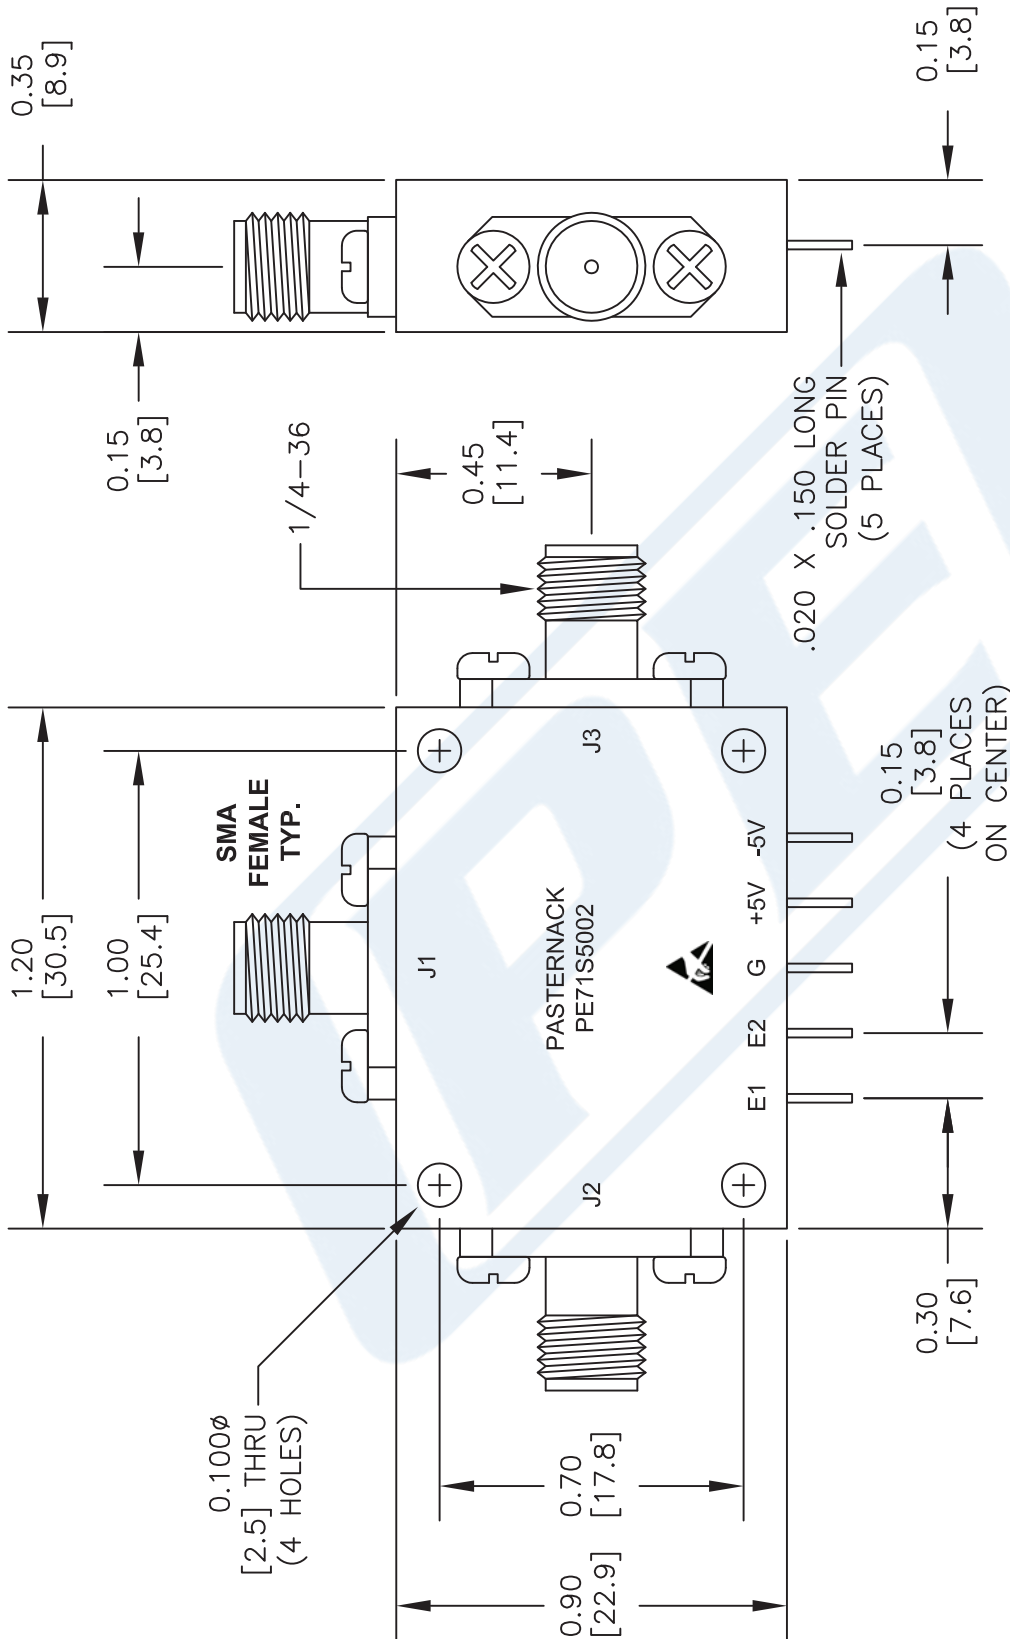 0.100ø
[2.5] THRU
(4 HOLES)
1.20
[30.5]
1.00
[25.4]
SMA
FEMALE
TYP.
0.15
[3.8]
0.35
[8.9]
1/4-36
0.90
[22.9]
0.70
[17.8]
0.45
[11.4]
J1
J2
J3
PASTERNACK
PE71S5002
E1
E2
G
+5V
-5V
0.30
[7.6]
0.15
[3.8]
(4 PLACES
ON CENTER)
.020 X .150 LONG
SOLDER PIN
(5 PLACES)
0.15
[3.8]
PE